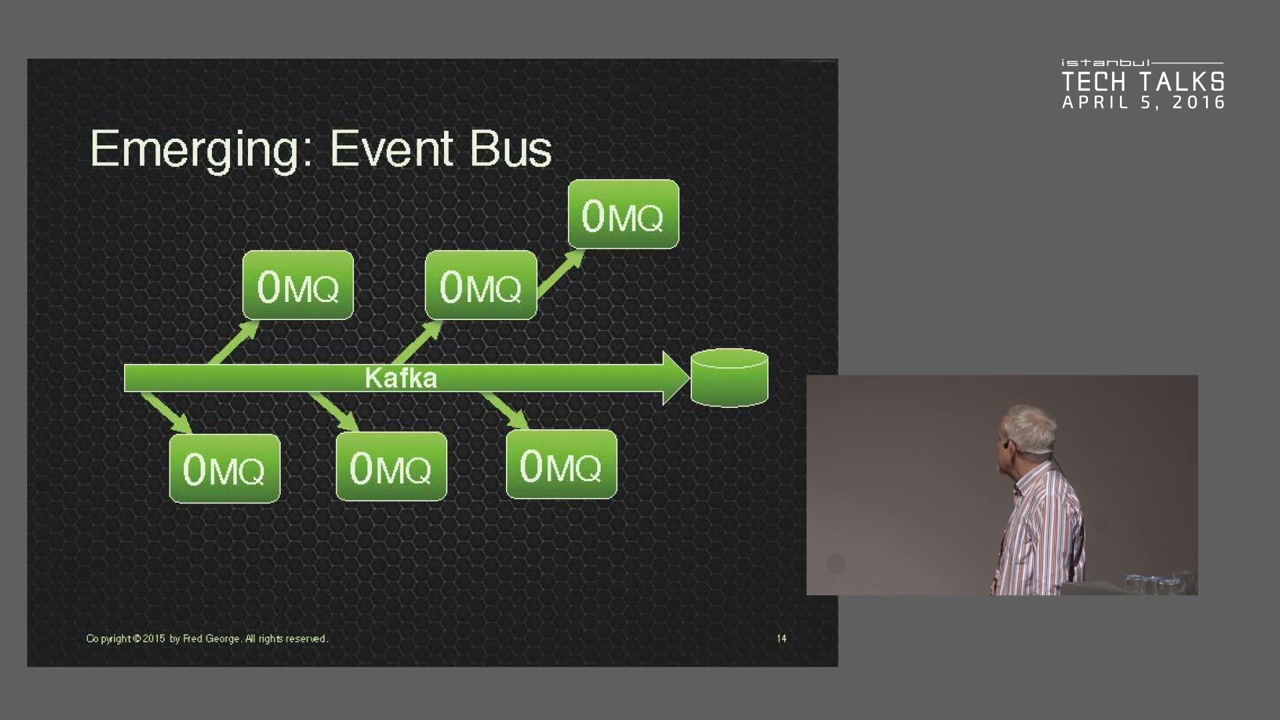 istanbul
TECH TALKS
APRIL 5, 2016
Emerging: Event Bus
0MQ
0MQ
0MQ
Kafka
0MQ
0MQ
0MQ
Copyright © 2015 by Fred George. All rights reserved.
14